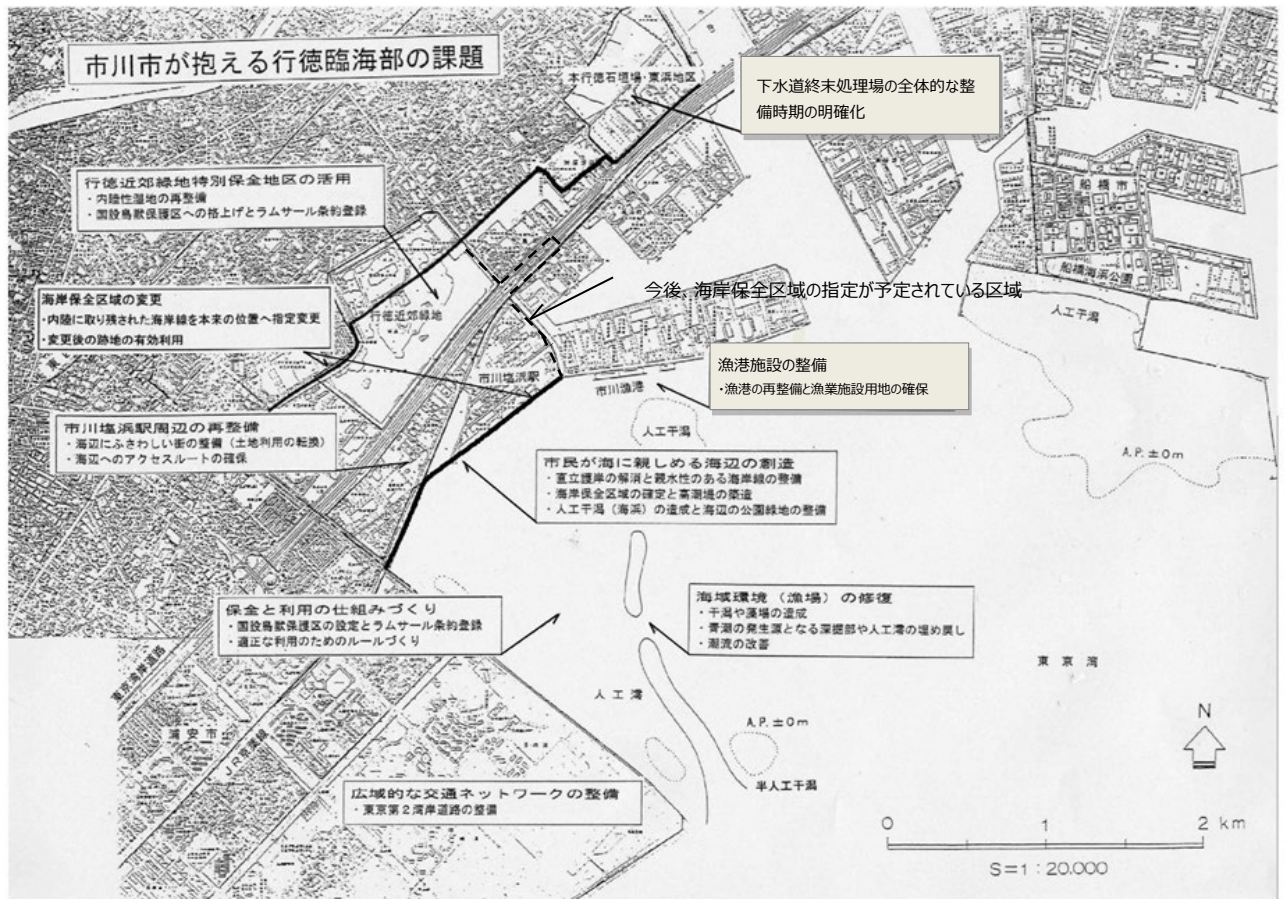 市川市が抱える行徳臨海部の課題
本行徳石垣場・東浜地区
下水道終末処理場の全体的な整
備時期の明確化
行徳近郊緑地特別保全地区の活用
・内陸性湿地の再整備
・国設鳥獣保護区への格上げとラムサール条約登録
船橋市
船橋海浜公園
今後、海岸保全区域の指定が予定されている区域
人工干潟
海岸保全区域の変更
・内陸に取り残された海岸線を本来の位置へ指定変更
・変更後の跡地の有効利用
行徳近郊緑地
市川塩浜駅
市川漁港
漁港施設の整備
・漁港の再整備と漁業施設用地の確保
人工干潟
市川塩浜駅周辺の再整備
・海辺にふさわしい街の整備（土地利用の転換）
・海辺へのアクセスルートの確保
市民が海に親しめる海辺の創造
・直立護岸の解消と親水性のある海岸線の整備
・海岸保全区域の確定と高潮堤の築造
・人工干潟（海浜）の造成と海辺の公園緑地の整備
A.P.±0m
保全と利用の仕組みづくり
・国設鳥獣保護区の設定とラムサール条約登録
・適正な利用のためのルールづくり
海域環境（漁場）の修復
・干潟や藻場の造成
・青潮の発生源となる深掘部や人工澪の埋め戻し
・潮流の改善
東京湾
東京湾岸道路
人工澪
A.P.±0m
浦安市
JR京葉線
半人工干潟
N
広域的な交通ネットワークの整備
・東京第2湾岸道路の整備
0 1 2 km
S=1:20.000